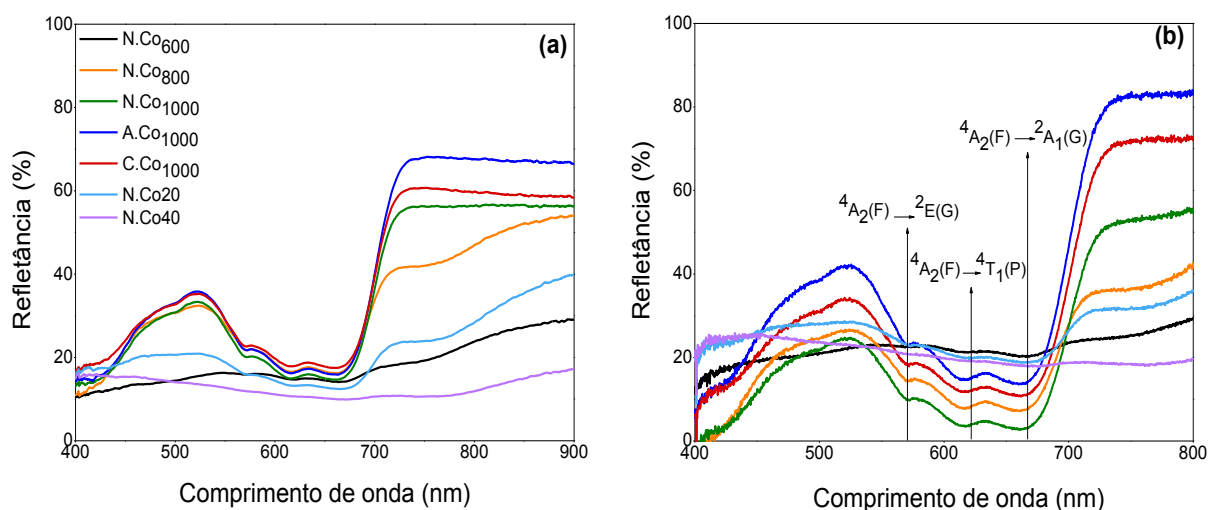 (a)
100
80
60
40
20
0
400 500 600 700 800 900
Refletância (%)
Comprimento de onda (nm)
N.Co600
N.Co800
N.Co1000
A.Co1000
C.Co1000
N.Co20
N.Co40
(b)
100
80
60
40
20
0
400 500 600 700 800
Refletância (%)
Comprimento de onda (nm)
4A2(F) → 2A1(G)
4A2(F) → 2E(G)
4A2(F) → 4T1(P)